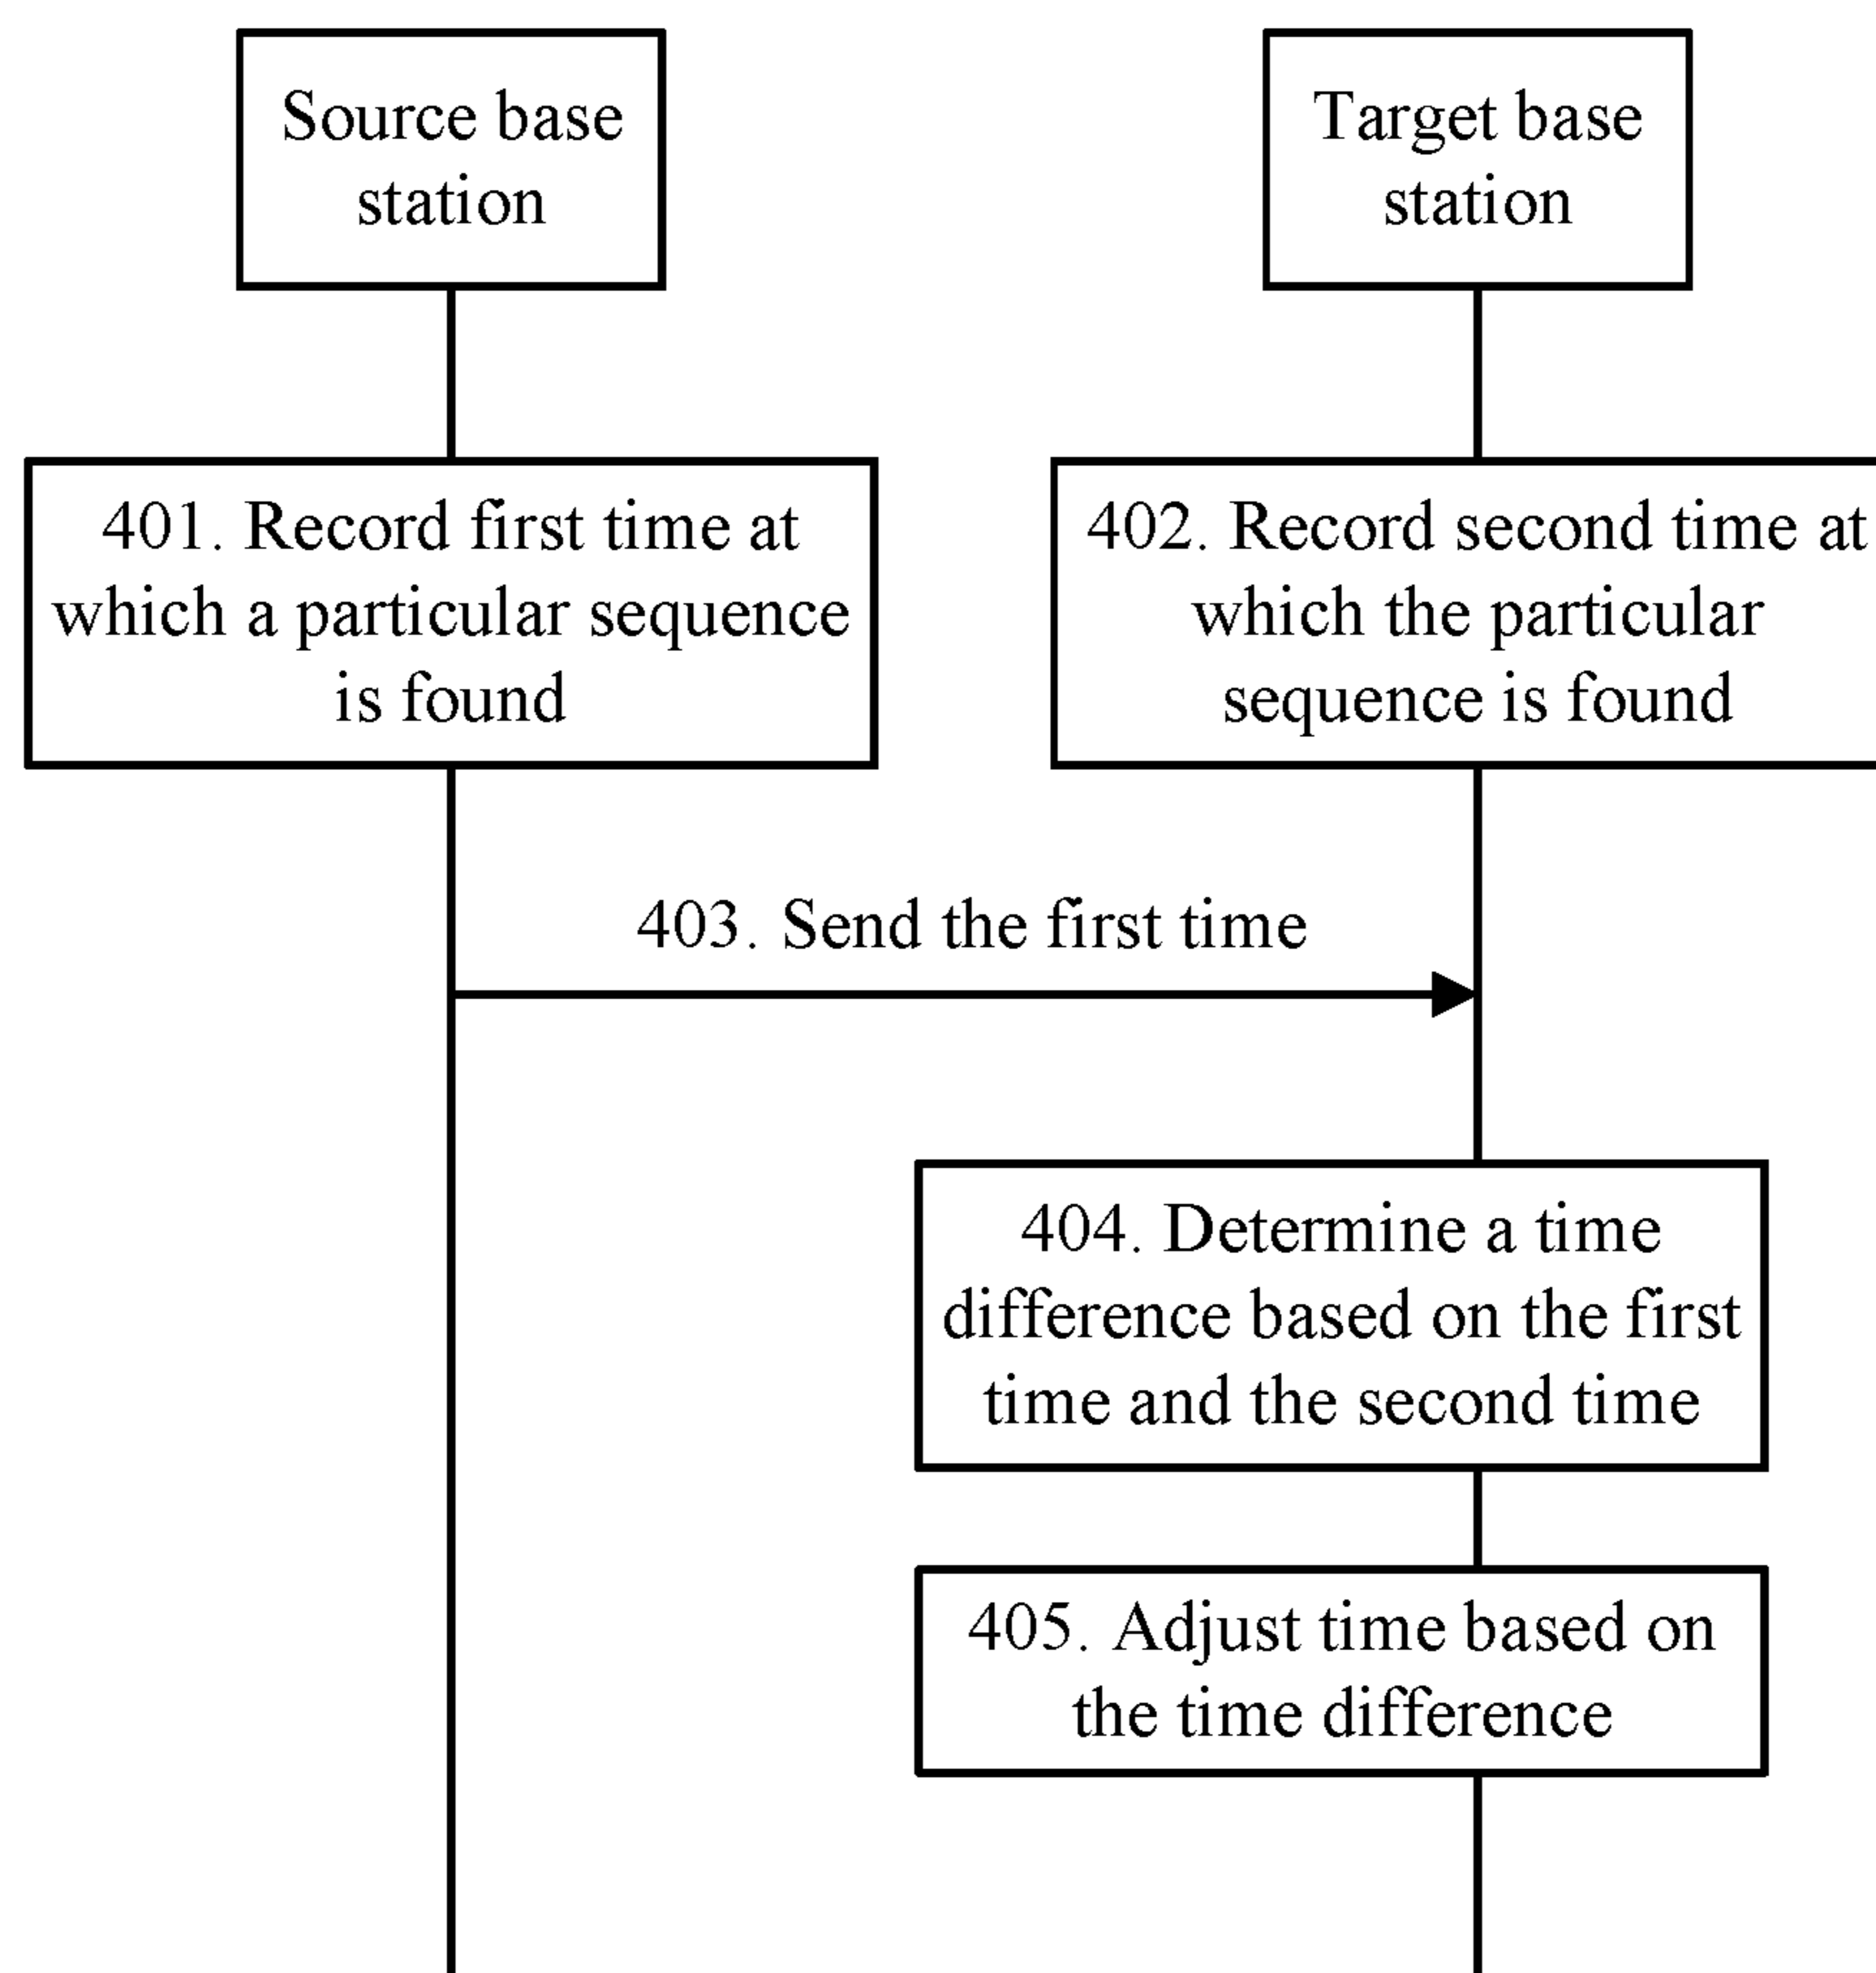 Source base
station
Target base
station
401. Record first time at
which a particular sequence
is found
402. Record second time at
which the particular
sequence is found
403. Send the first time
404. Determine a time
difference based on the first
time and the second time
405. Adjust time based on
the time difference